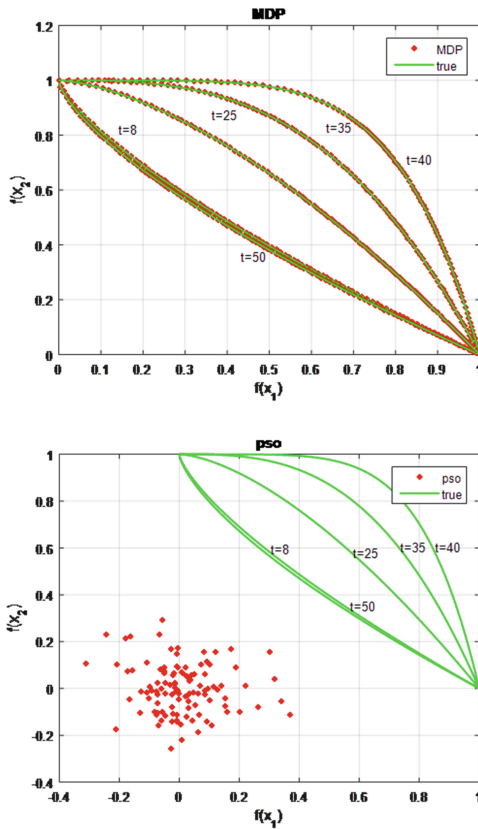 MDP
1.2
MDP
true
1
t=25
t=8
t=35
0.8
t=40
f(x2)
0.6
0.4
t=50
0.2
0
0 0.1 0.2 0.3 0.4 0.5 0.6 0.7 0.8 0.9 1
f(x1)
pso
1
pso
true
0.8
0.6
t=8 t=25 t=35 t=40
0.4
t=50
f(x2)
0.2
0
-0.2
-0.4
-0.4 -0.2 0 0.2 0.4 0.6 0.8 1
f(x1)